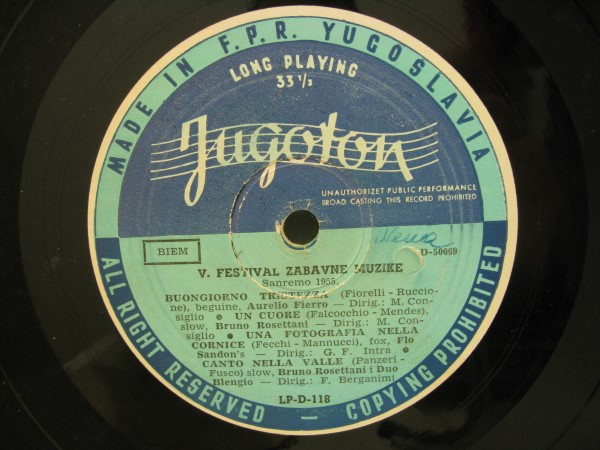 MADE IN F.P.R. YUGOSLAVIA
LONG PLAYING
33 1/3
Jugoton
UNAUTHORIZET PUBLIC PERFORMANCE
BROAD CASTING THIS RECORD PROHIBITED
BIEM
D-50069
V. FESTIVAL ZABAVNE MUZIKE
Sanremo 1955.
BUONGIORNO TRISTEZZA (Fiorelli - Ruccio-
ne), beguine, Aurelio Fierro — Dirig.: M. Con-
siglio ● UN CUORE (Falcocchio - Mendes),
slow, Bruno Rosettani — Dirig.: M. Con-
siglio ● UNA FOTOGRAFIA NELLA
CORNICE (Fecchi - Mannucci), fox, Flo
Sandon's — Dirig.: G. F. Intra ●
CANTO NELLA VALLE (Panzeri -
Fusco) slow, Bruno Rosettani i Duo
Blengio — Dirig.: F. Bergamini
LP-D-118
ALL RIGHT RESERVED — COPYING PROHIBITED